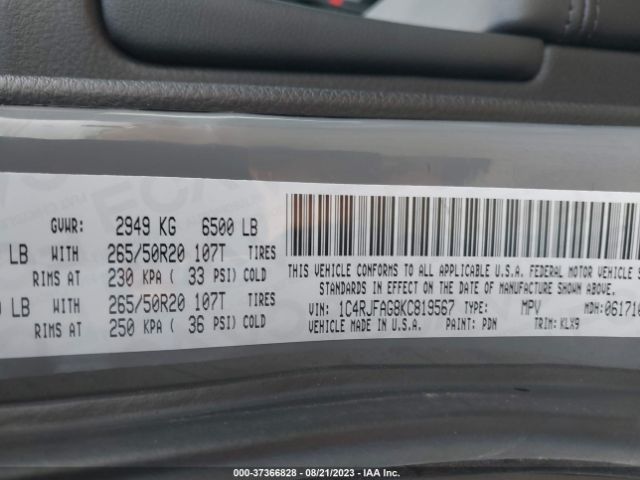 GVWR: 2949 KG 6500 LB
LB WITH 265/50R20 107T TIRES
RIMS AT 230 KPA ( 33 PSI) COLD
LB WITH 265/50R20 107T TIRES
RIMS AT 250 KPA ( 36 PSI) COLD
THIS VEHICLE CONFORMS TO ALL APPLICABLE U.S.A. FEDERAL MOTOR VEHICLE
STANDARDS IN EFFECT ON THE DATE OF MANUFACTURE SHOWN ABOVE.
VIN: 1C4RJFAG8KC819567 TYPE: MPV MDH: 061710
VEHICLE MADE IN U.S.A. PAINT: PDN TRIM: KLX9
000-37366828 - 08/21/2023 - IAA Inc.